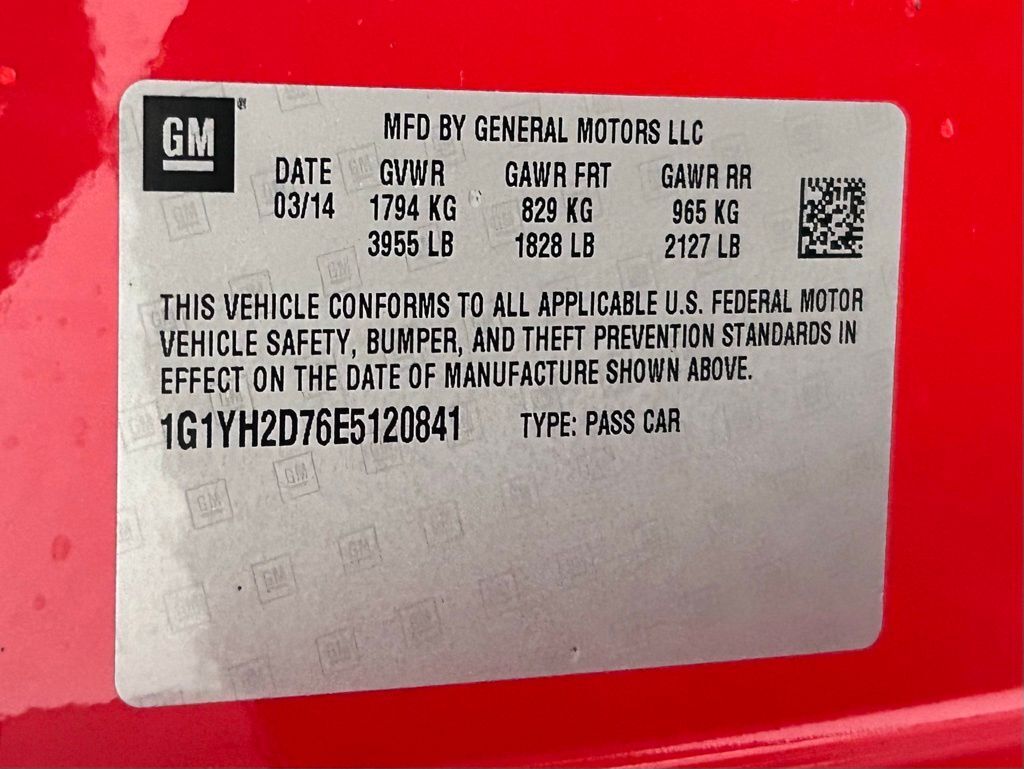 GM
MFD BY GENERAL MOTORS LLC
DATE GVWR GAWR FRT GAWR RR
03/14 1794 KG 829 KG 965 KG
3955 LB 1828 LB 2127 LB
THIS VEHICLE CONFORMS TO ALL APPLICABLE U.S. FEDERAL MOTOR
VEHICLE SAFETY, BUMPER, AND THEFT PREVENTION STANDARDS IN
EFFECT ON THE DATE OF MANUFACTURE SHOWN ABOVE.
1G1YH2D76E5120841 TYPE: PASS CAR